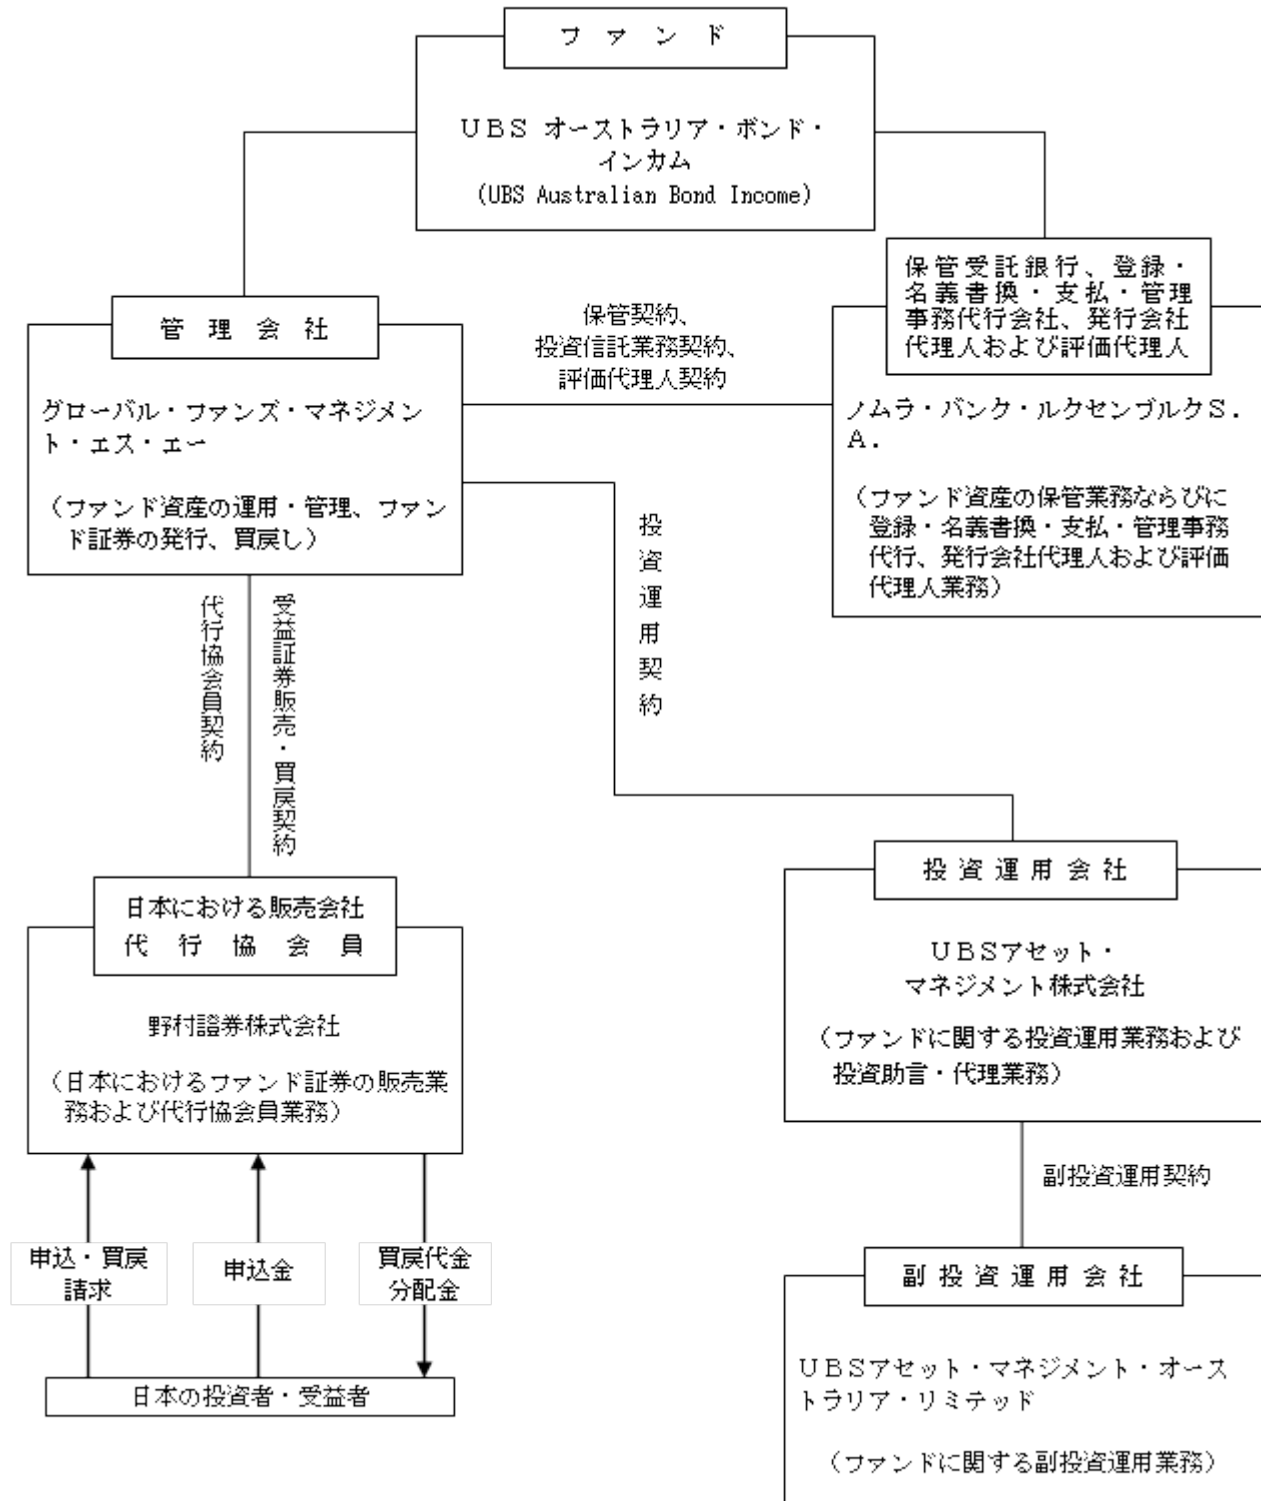 ファンド
ＵＢＳ オーストラリア・ボンド・
インカム
(UBS Australian Bond Income)
保管受託銀行、登録・
名義書換・支払・管理
事務代行会社、発行会社
代理人および評価代理人
管理会社
保管契約、
投資信託業務契約、
評価代理人契約
グローバル・ファンズ・マネジメン
ト・エス・エー
（ファンド資産の運用・管理、ファン
ド証券の発行、買戻し）
ノムラ・バンク・ルクセンブルクＳ．
Ａ．
（ファンド資産の保管業務ならびに
登録・名義書換・支払・管理事務
代行、発行会社代理人および評価
代理人業務）
投資運用契約
代行協会員契約
受益証券販売・買戻契約
日本における販売会社
代行協会員
野村證券株式会社
（日本におけるファンド証券の販売業
務および代行協会員業務）
投資運用会社
ＵＢＳアセット・
マネジメント株式会社
（ファンドに関する投資運用業務および
投資助言・代理業務）
副投資運用契約
申込・買戻
請求
申込金
買戻代金
分配金
日本の投資者・受益者
副投資運用会社
ＵＢＳアセット・マネジメント・オース
トラリア・リミテッド
（ファンドに関する副投資運用業務）